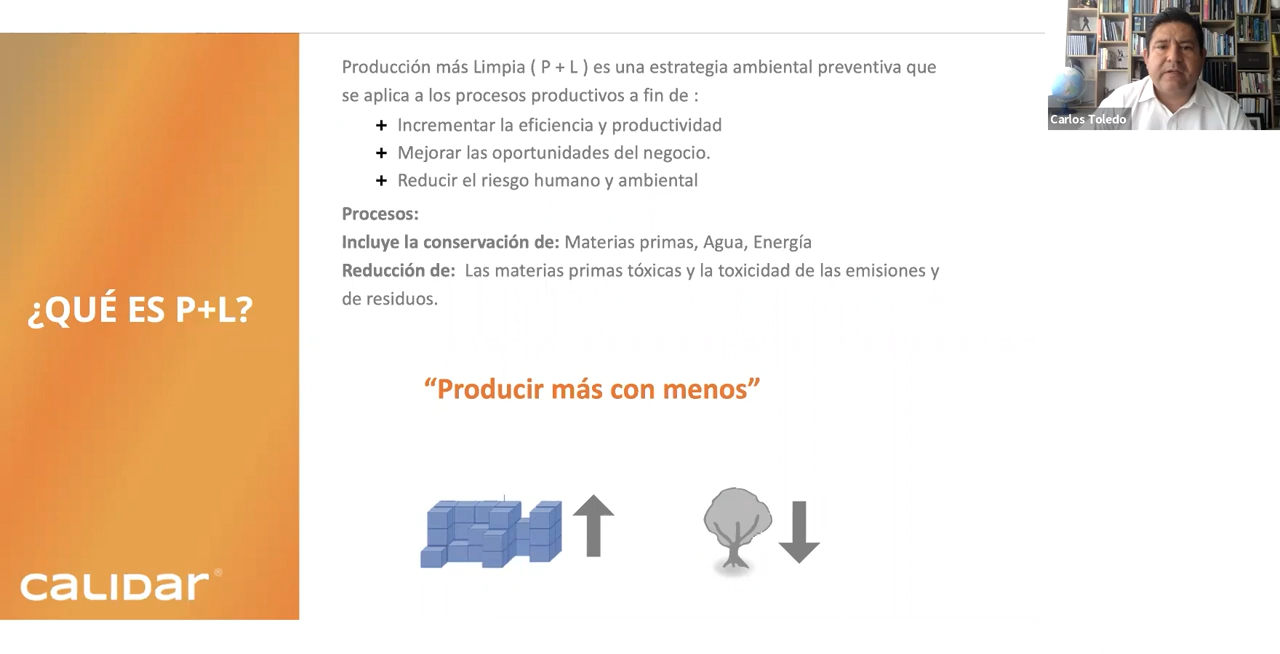 Producción más Limpia ( P + L ) es una estrategia ambiental preventiva que
se aplica a los procesos productivos a fin de :
+ Incrementar la eficiencia y productividad
+ Mejorar las oportunidades del negocio.
+ Reducir el riesgo humano y ambiental
Procesos:
Incluye la conservación de: Materias primas, Agua, Energía
Reducción de: Las materias primas tóxicas y la toxicidad de las emisiones y
de residuos.
¿QUÉ ES P+L?
“Producir más con menos”
CALIDAr®
Carlos Toledo